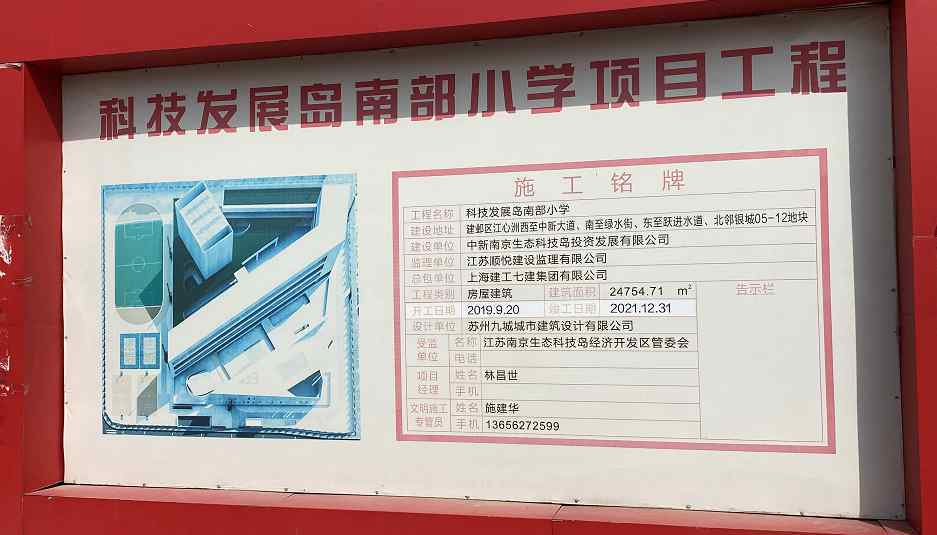 科技发展岛南部小学项目工程
施工铭牌
工程名称 科技发展岛南部小学
建设地址 建邺区江心洲西至中新大道、南至绿水街、东至跃进水道、北邻银城05-12地块
建设单位 中新南京生态科技岛投资发展有限公司
监理单位 江苏顺悦建设监理有限公司
总包单位 上海建工七建集团有限公司
工程类别 房屋建筑 建筑面积 24754.71 m²
告示栏
开工日期 2019.9.20 竣工日期 2021.12.31
设计单位 苏州九城城市建筑设计有限公司
受监单位 名称 江苏南京生态科技岛经济开发区管委会
电话
项目经理 姓名 林昌世
手机
文明施工专管员 姓名 施建华
手机 13656272599